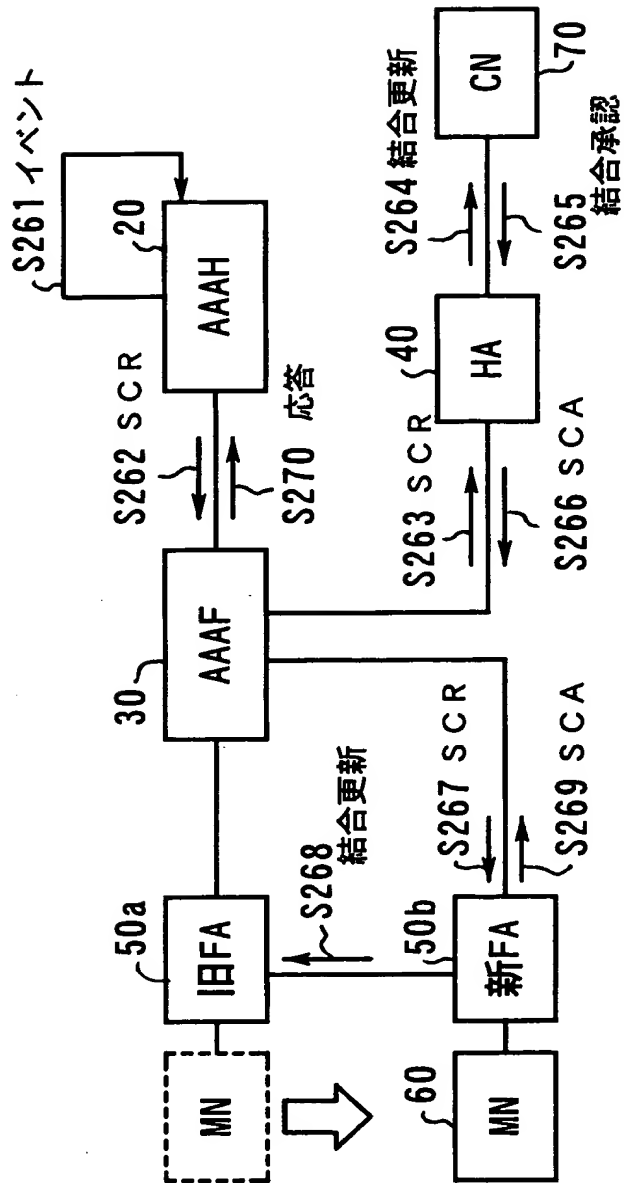 S261 イベント
20
AAAH
S262 SCR
S270 応答
30
AAAF
50a
旧FA
MN
S268
結合更新
S264 結合更新
CN
70
S265
結合承認
40
HA
S263 SCR
S266 SCA
S267 SCR
S269 SCA
50b
新FA
60
MN